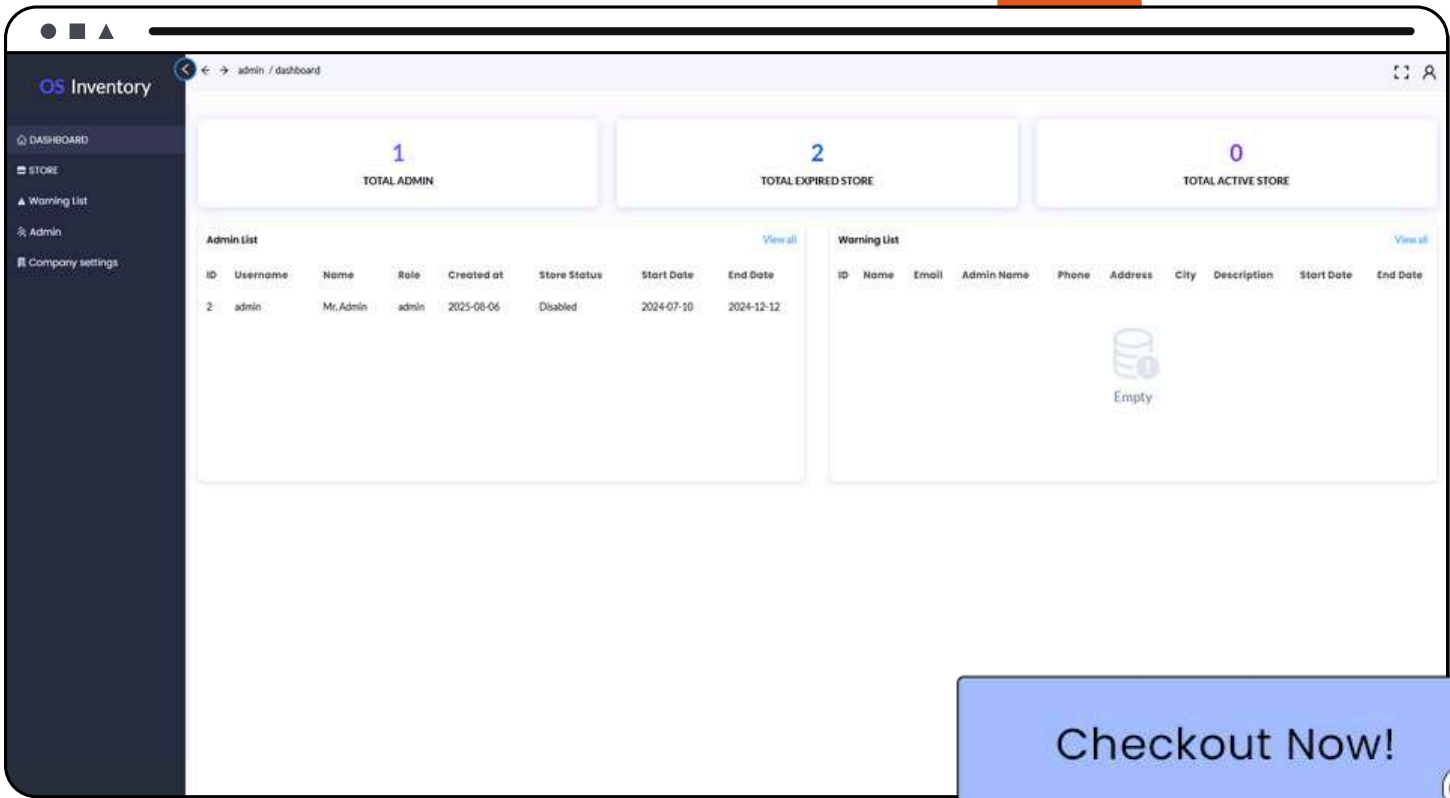 OS Inventory
admin / dashboard
DASHBOARD
STORE
Warning List
Admin
Company settings
1
TOTAL ADMIN
2
TOTAL EXPIRED STORE
0
TOTAL ACTIVE STORE
Admin List View all
ID Username Name Role Created at Store Status Start Date End Date
2 admin Mr. Admin admin 2025-08-06 Disabled 2024-07-10 2024-12-12
Warning List View all
ID Name Email Admin Name Phone Address City Description Start Date End Date
Empty
Checkout Now!